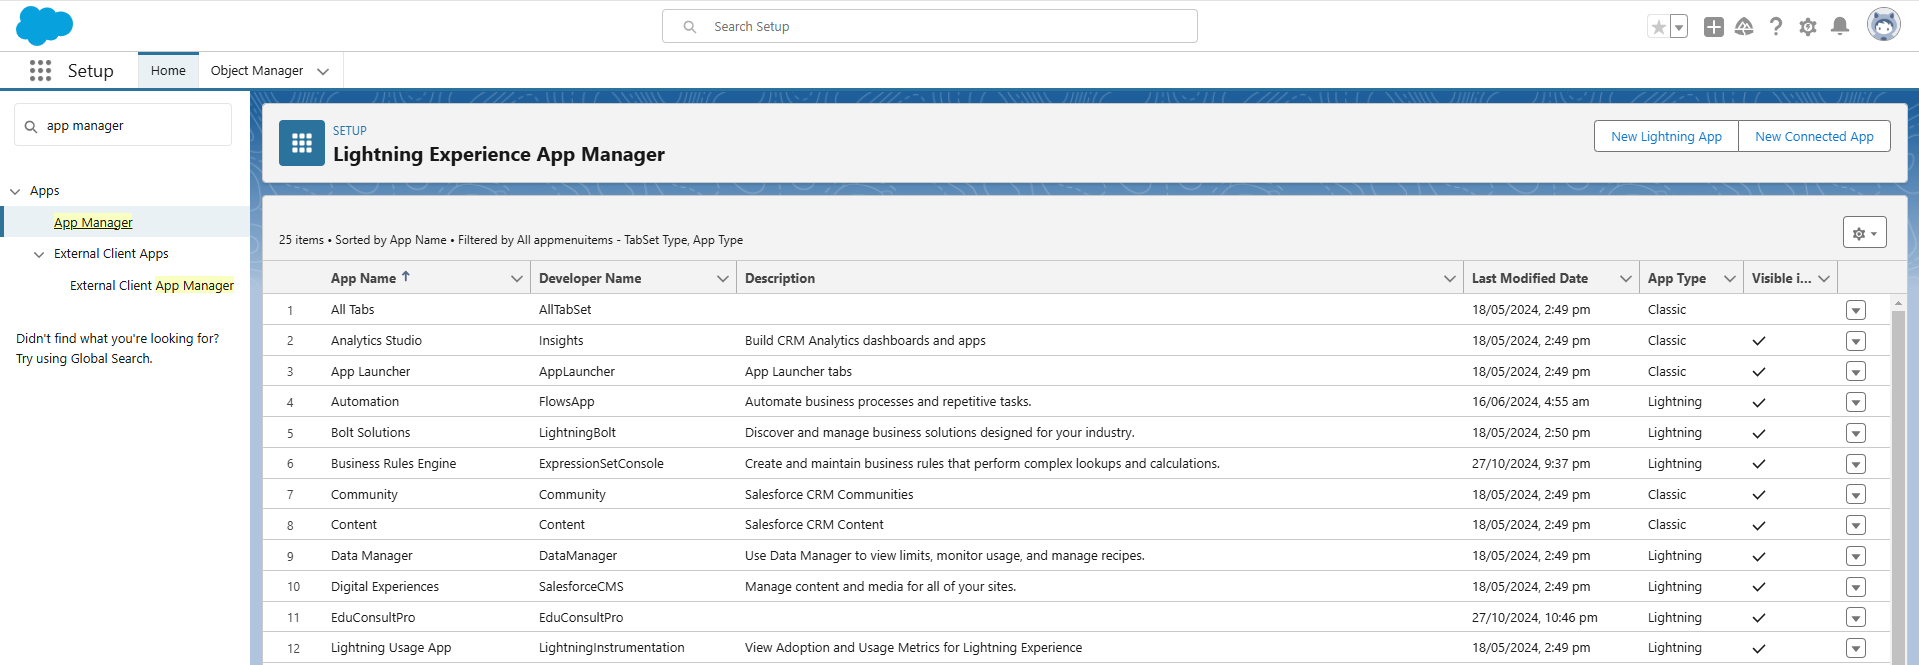 Search Setup
Setup
Home
Object Manager
app manager
Apps
App Manager
External Client Apps
External Client App Manager
Didn't find what you're looking for?
Try using Global Search.
SETUP
Lightning Experience App Manager
New Lightning App New Connected App
25 items • Sorted by App Name • Filtered by All appmenuitems - TabSet Type, App Type
App Name ↑ Developer Name Description Last Modified Date App Type Visible i...
1 All Tabs AllTabSet 18/05/2024, 2:49 pm Classic
2 Analytics Studio Insights Build CRM Analytics dashboards and apps 18/05/2024, 2:49 pm Classic
3 App Launcher AppLauncher App Launcher tabs 18/05/2024, 2:49 pm Classic
4 Automation FlowsApp Automate business processes and repetitive tasks. 16/06/2024, 4:55 am Lightning
5 Bolt Solutions LightningBolt Discover and manage business solutions designed for your industry. 18/05/2024, 2:50 pm Lightning
6 Business Rules Engine ExpressionSetConsole Create and maintain business rules that perform complex lookups and calculations. 27/10/2024, 9:37 pm Lightning
7 Community Community Salesforce CRM Communities 18/05/2024, 2:49 pm Classic
8 Content Content Salesforce CRM Content 18/05/2024, 2:49 pm Classic
9 Data Manager DataManager Use Data Manager to view limits, monitor usage, and manage recipes. 18/05/2024, 2:49 pm Lightning
10 Digital Experiences SalesforceCMS Manage content and media for all of your sites. 18/05/2024, 2:49 pm Lightning
11 EduConsultPro EduConsultPro 27/10/2024, 10:46 pm Lightning
12 Lightning Usage App LightningInstrumentation View Adoption and Usage Metrics for Lightning Experience 18/05/2024, 2:49 pm Lightning